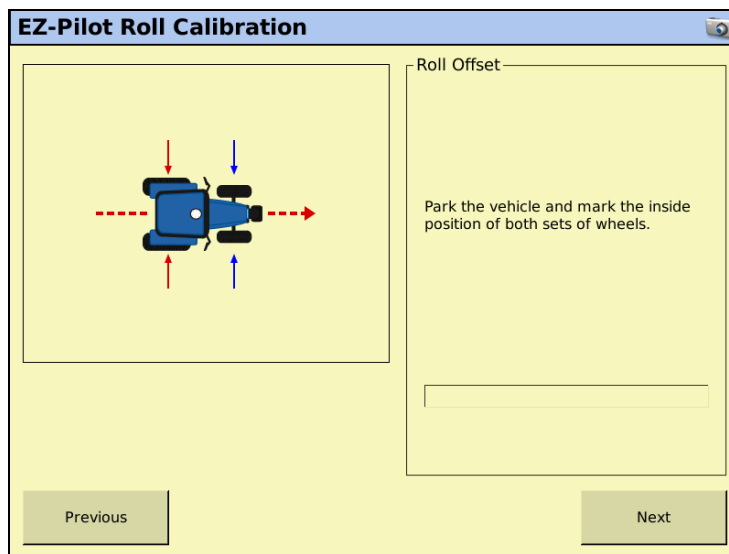 EZ-Pilot Roll Calibration
Roll Offset
Park the vehicle and mark the inside
position of both sets of wheels.
Previous
Next